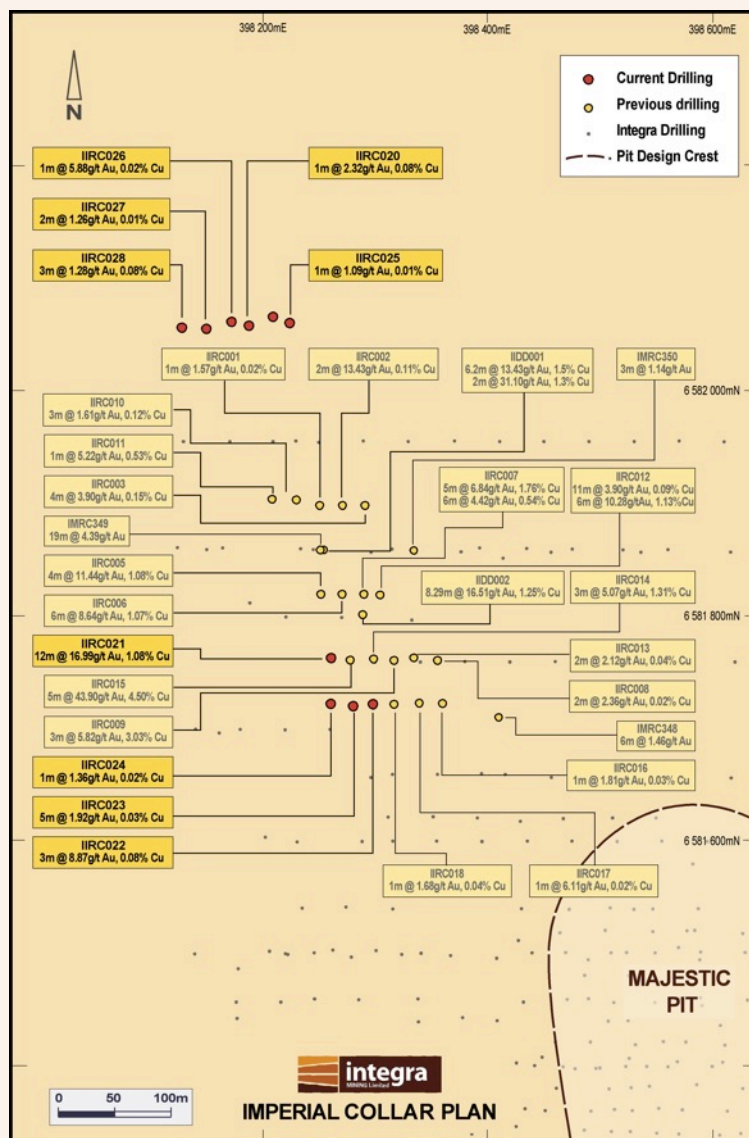 398 200mE
398 400mE
398 600mE
N
Current Drilling
Previous drilling
Integra Drilling
Pit Design Crest
IIRC026
1m @ 5.88g/t Au, 0.02% Cu
IIRC020
1m @ 2.32g/t Au, 0.08% Cu
IIRC027
2m @ 1.26g/t Au, 0.01% Cu
IIRC028
3m @ 1.28g/t Au, 0.08% Cu
IIRC025
1m @ 1.09g/t Au, 0.01% Cu
IIRC001
1m @ 1.57g/t Au, 0.02% Cu
IIRC002
2m @ 13.43g/t Au, 0.11% Cu
IIDD001
6.2m @ 13.43g/t Au, 1.5% Cu
2m @ 31.10g/t Au, 1.3% Cu
IMRC350
3m @ 1.14g/t Au
6 582 000mN
IIRC010
3m @ 1.61g/t Au, 0.12% Cu
IIRC011
1m @ 5.22g/t Au, 0.53% Cu
IIRC003
4m @ 3.90g/t Au, 0.15% Cu
IIRC007
5m @ 6.84g/t Au, 1.76% Cu
6m @ 4.42g/t Au, 0.54% Cu
IIRC012
11m @ 3.90g/t Au, 0.09% Cu
6m @ 10.28g/t Au, 1.13%Cu
IMRC349
19m @ 4.39g/t Au
IIRC005
4m @ 11.44g/t Au, 1.08% Cu
IIRC006
6m @ 8.64g/t Au, 1.07% Cu
IIDD002
8.29m @ 16.51g/t Au, 1.25% Cu
IIRC014
3m @ 5.07g/t Au, 1.31% Cu
6 581 800mN
IIRC021
12m @ 16.99g/t Au, 1.08% Cu
IIRC013
2m @ 2.12g/t Au, 0.04% Cu
IIRC015
5m @ 43.90g/t Au, 4.50% Cu
IIRC008
2m @ 2.36g/t Au, 0.02% Cu
IIRC009
3m @ 5.82g/t Au, 3.03% Cu
IMRC348
6m @ 1.46g/t Au
IIRC024
1m @ 1.36g/t Au, 0.02% Cu
IIRC016
1m @ 1.81g/t Au, 0.03% Cu
IIRC023
5m @ 1.92g/t Au, 0.03% Cu
IIRC022
3m @ 8.87g/t Au, 0.08% Cu
6 581 600mN
IIRC018
1m @ 1.68g/t Au, 0.04% Cu
IIRC017
1m @ 6.11g/t Au, 0.02% Cu
MAJESTIC
PIT
integra
MINING Limited
0 50 100m
IMPERIAL COLLAR PLAN